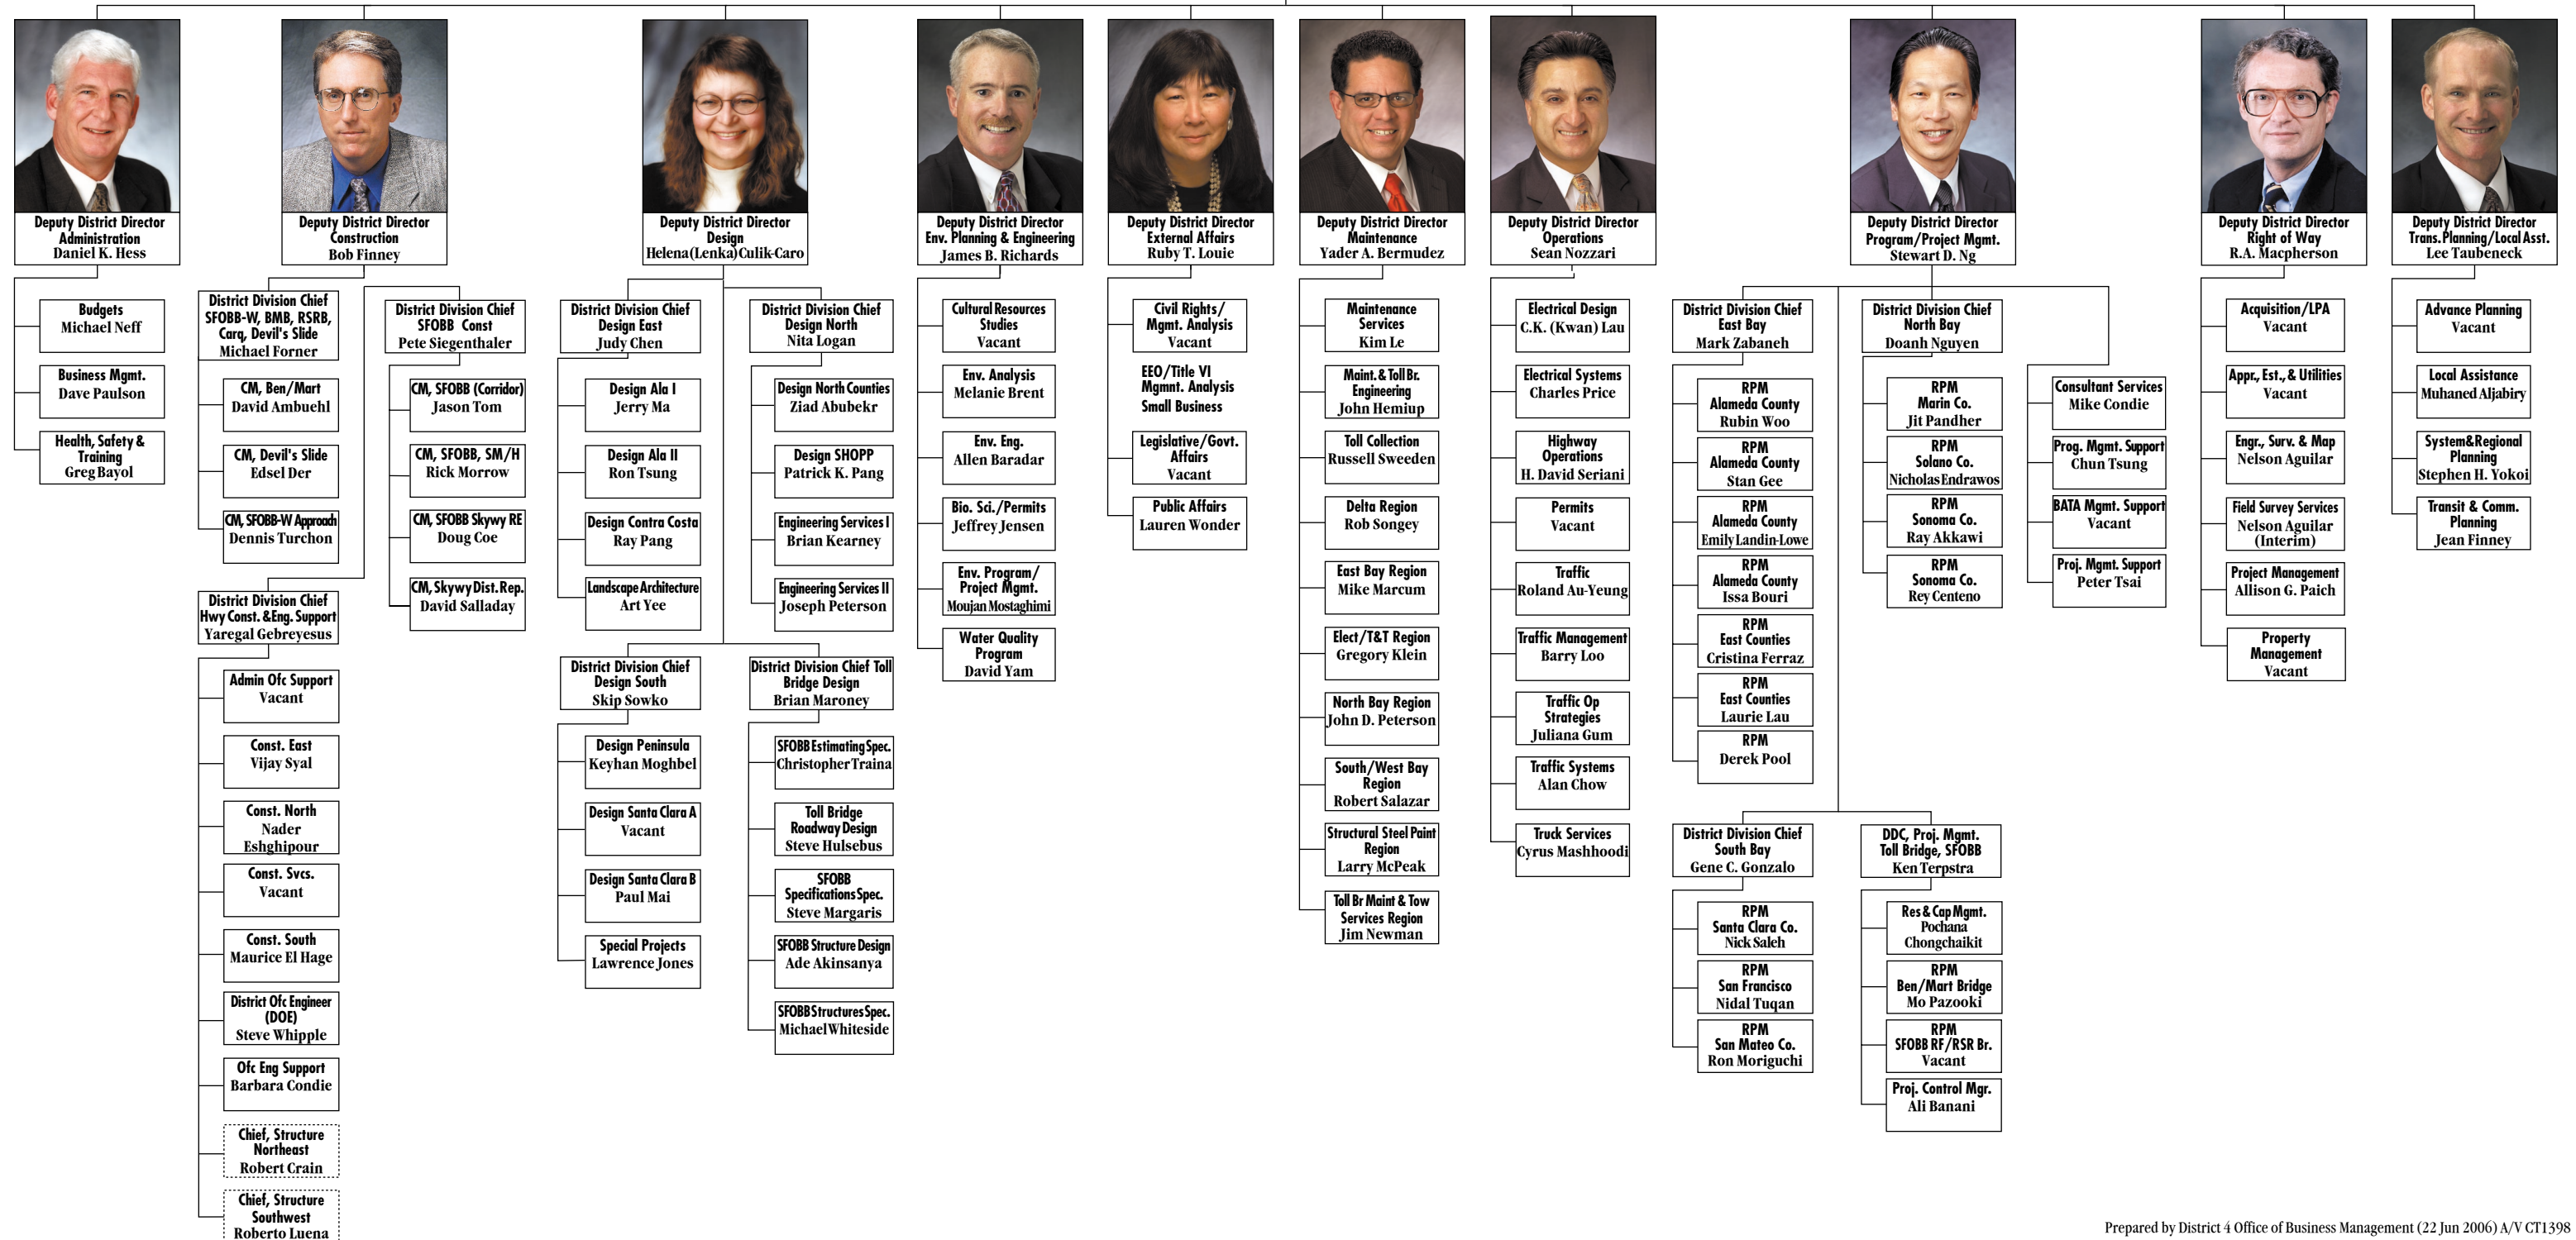 Deputy District Director
Administration
Daniel K. Hess
Budgets
Michael Neff
Business Mgmt.
Dave Paulson
Health, Safety &
Training
Greg Bayol
Deputy District Director
Construction
Bob Finney
District Division Chief
SFOBB-W, BMB, RSRB,
Carq, Devil's Slide
Michael Forner
CM, Ben/Mart
David Ambuehl
CM, Devil's Slide
Edsel Der
CM, SFOBB-W Approach
Dennis Turchon
District Division Chief
SFOBB Const
Pete Siegenthaler
CM, SFOBB (Corridor)
Jason Tom
CM, SFOBB, SM/H
Rick Morrow
CM, SFOBB Skywy RE
Doug Coe
CM, Skywy Dist. Rep.
David Salladay
District Division Chief
Hwy Const. &Eng. Support
Yaregal Gebreyesus
Admin Ofc Support
Vacant
Const. East
Vijay Syal
Const. North
Nader
Eshghipour
Const. Svcs.
Vacant
Const. South
Maurice El Hage
District Ofc Engineer
(DOE)
Steve Whipple
Ofc Eng Support
Barbara Condie
Chief, Structure
Northeast
Robert Crain
Chief, Structure
Southwest
Roberto Luena
Deputy District Director
Design
Helena (Lenka) Culik-Caro
District Division Chief
Design East
Judy Chen
Design Ala I
Jerry Ma
Design Ala II
Ron Tsung
Design Contra Costa
Ray Pang
Landscape Architecture
Art Yee
District Division Chief
Design North
Nita Logan
Design North Counties
Ziad Abubekr
Design SHOPP
Patrick K. Pang
Engineering Services I
Brian Kearney
Engineering Services II
Joseph Peterson
District Division Chief
Design South
Skip Sowko
Design Peninsula
Keyhan Moghbel
Design Santa Clara A
Vacant
Design Santa Clara B
Paul Mai
Special Projects
Lawrence Jones
District Division Chief Toll
Bridge Design
Brian Maroney
SFOBB Estimating Spec.
Christopher Traina
Toll Bridge
Roadway Design
Steve Hulsebus
SFOBB
Specifications Spec.
Steve Margaris
SFOBB Structure Design
Ade Akinsanya
SFOBB Structures Spec.
Michael Whiteside
Deputy District Director
Env. Planning & Engineering
James B. Richards
Cultural Resources
Studies
Vacant
Env. Analysis
Melanie Brent
Env. Eng.
Allen Baradar
Bio. Sci./Permits
Jeffrey Jensen
Env. Program/
Project Mgmt.
Moujan Mostaghimi
Water Quality
Program
David Yam
Deputy District Director
External Affairs
Ruby T. Louie
Civil Rights/
Mgmt. Analysis
Vacant
EEO/Title VI
Mgmnt. Analysis
Small Business
Legislative/Govt.
Affairs
Vacant
Public Affairs
Lauren Wonder
Deputy District Director
Maintenance
Yader A. Bermudez
Maintenance
Services
Kim Le
Maint. & Toll Br.
Engineering
John Hemiup
Toll Collection
Russell Sweeden
Delta Region
Rob Songey
East Bay Region
Mike Marcum
Elect/T&T Region
Gregory Klein
North Bay Region
John D. Peterson
South/West Bay
Region
Robert Salazar
Structural Steel Paint
Region
Larry McPeak
Toll Br Maint & Tow
Services Region
Jim Newman
Deputy District Director
Operations
Sean Nozzari
Electrical Design
C.K. (Kwan) Lau
Electrical Systems
Charles Price
Highway
Operations
H. David Seriani
Permits
Vacant
Traffic
Roland Au-Yeung
Traffic Management
Barry Loo
Traffic Op
Strategies
Juliana Gum
Traffic Systems
Alan Chow
Truck Services
Cyrus Mashhoodi
Deputy District Director
Program/Project Mgmt.
Stewart D. Ng
District Division Chief
East Bay
Mark Zabaneh
RPM
Alameda County
Rubin Woo
RPM
Alameda County
Stan Gee
RPM
Alameda County
Emily Landin-Lowe
RPM
Alameda County
Issa Bouri
RPM
East Counties
Cristina Ferraz
RPM
East Counties
Laurie Lau
RPM
Derek Pool
District Division Chief
North Bay
Doanh Nguyen
RPM
Marin Co.
Jit Pandher
RPM
Solano Co.
Nicholas Endrawos
RPM
Sonoma Co.
Ray Akkawi
RPM
Sonoma Co.
Rey Centeno
Consultant Services
Mike Condie
Prog. Mgmt. Support
Chun Tsung
BATA Mgmt. Support
Vacant
Proj. Mgmt. Support
Peter Tsai
District Division Chief
South Bay
Gene C. Gonzalo
RPM
Santa Clara Co.
Nick Saleh
RPM
San Francisco
Nidal Tuqan
RPM
San Mateo Co.
Ron Moriguchi
DDC, Proj. Mgmt.
Toll Bridge, SFOBB
Ken Terpstra
Res & Cap Mgmt.
Pochana
Chongchaikit
RPM
Ben/Mart Bridge
Mo Pazooki
RPM
SFOBB RF/RSR Br.
Vacant
Proj. Control Mgr.
Ali Banani
Deputy District Director
Right of Way
R.A. Macpherson
Acquisition/LPA
Vacant
Appr., Est., & Utilities
Vacant
Engr., Surv. & Map
Nelson Aguilar
Field Survey Services
Nelson Aguilar
(Interim)
Project Management
Allison G. Paich
Property
Management
Vacant
Deputy District Director
Trans. Planning/Local Asst.
Lee Taubeneck
Advance Planning
Vacant
Local Assistance
Muhaned Aljabiry
System&Regional
Planning
Stephen H. Yokoi
Transit & Comm.
Planning
Jean Finney
Prepared by District 4 Office of Business Management (22 Jun 2006) A/V CT1398